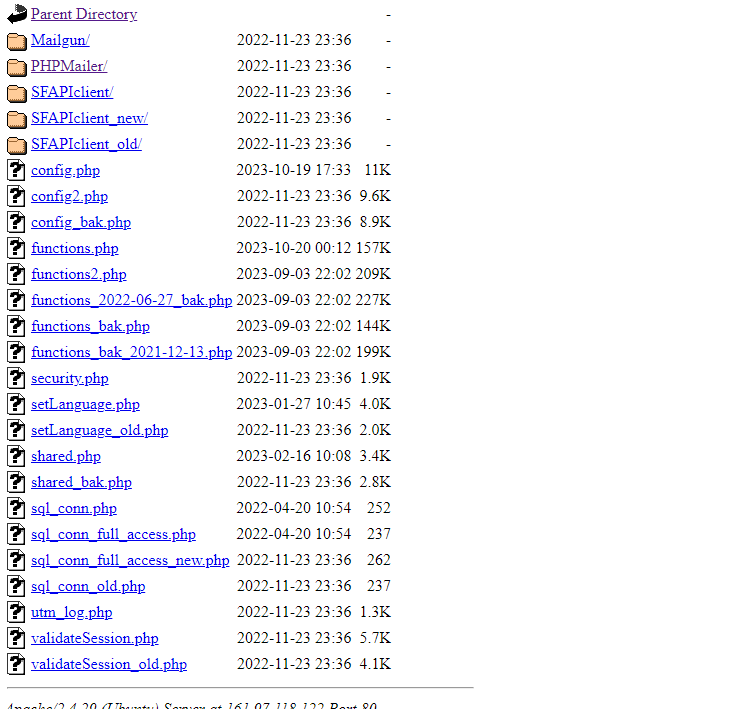 Parent Directory -
Mailgun/ 2022-11-23 23:36 -
PHPMailer/ 2022-11-23 23:36 -
SFAPIclient/ 2022-11-23 23:36 -
SFAPIclient_new/ 2022-11-23 23:36 -
SFAPIclient_old/ 2022-11-23 23:36 -
config.php 2023-10-19 17:33 11K
config2.php 2022-11-23 23:36 9.6K
config_bak.php 2022-11-23 23:36 8.9K
functions.php 2023-10-20 00:12 157K
functions2.php 2023-09-03 22:02 209K
functions_2022-06-27_bak.php 2023-09-03 22:02 227K
functions_bak.php 2023-09-03 22:02 144K
functions_bak_2021-12-13.php 2023-09-03 22:02 199K
security.php 2022-11-23 23:36 1.9K
setLanguage.php 2023-01-27 10:45 4.0K
setLanguage_old.php 2022-11-23 23:36 2.0K
shared.php 2023-02-16 10:08 3.4K
shared_bak.php 2022-11-23 23:36 2.8K
sql_conn.php 2022-04-20 10:54 252
sql_conn_full_access.php 2022-04-20 10:54 237
sql_conn_full_access_new.php 2022-11-23 23:36 262
sql_conn_old.php 2022-11-23 23:36 237
utm_log.php 2022-11-23 23:36 1.3K
validateSession.php 2022-11-23 23:36 5.7K
validateSession_old.php 2022-11-23 23:36 4.1K
Apache/2.4.29 (Ubuntu) Server at 161.97.118.122 Port 80